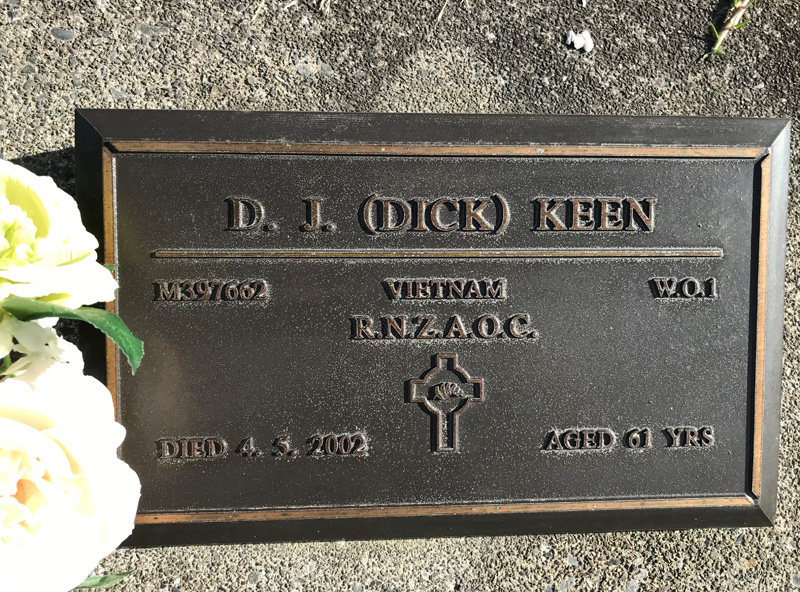 D. J. (DICK) KEEN
M397662 VIETNAM W.O.1
R.N.Z.A.O.C.
DIED 4. 5. 2002 AGED 61 YRS